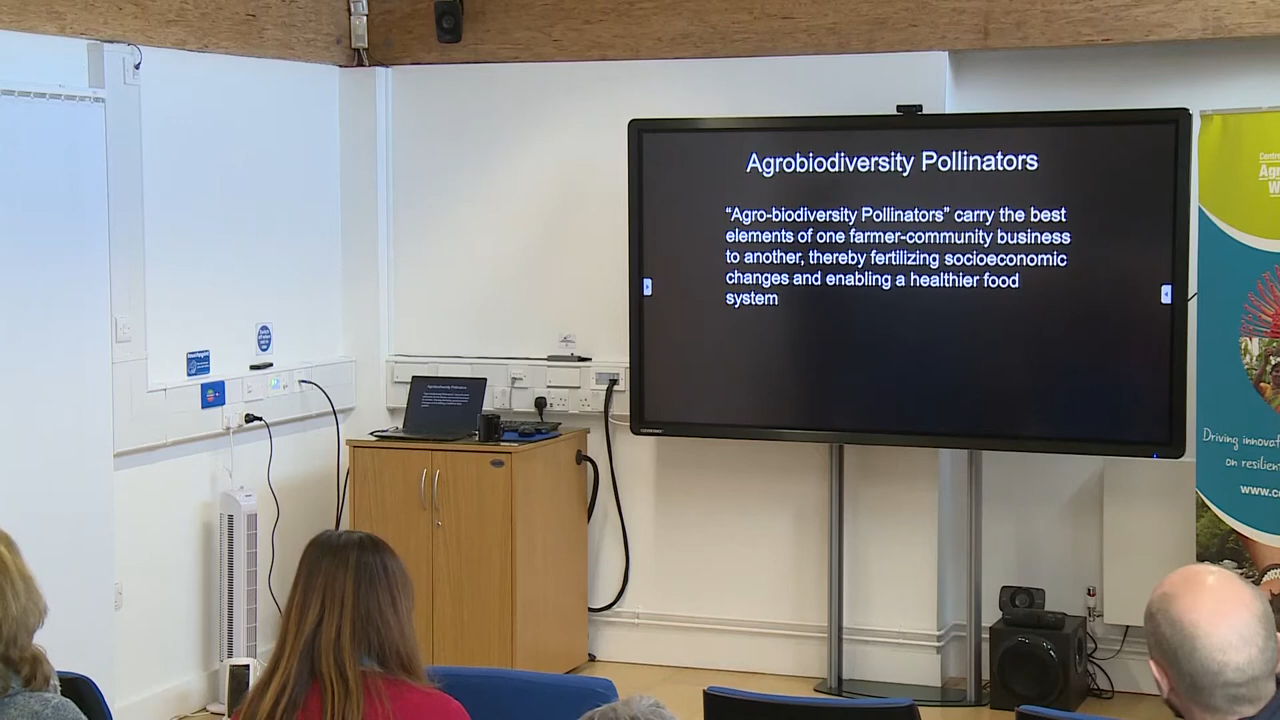 Agrobiodiversity Pollinators
“Agro-biodiversity Pollinators” carry the best
elements of one farmer-community business
to another, thereby fertilizing socioeconomic
changes and enabling a healthier food
system
Driving innovat
on resilien
www.c